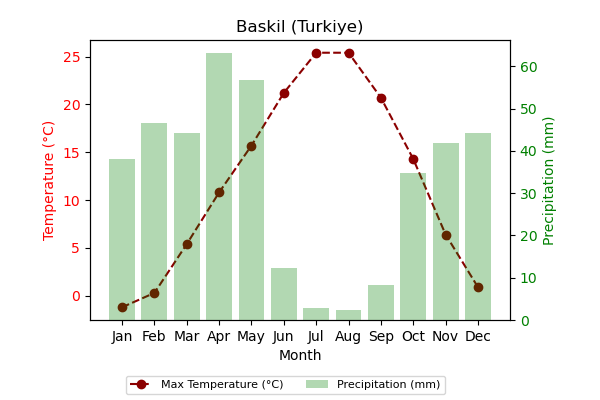 Baskil (Turkiye)
Temperature (°C)
25
20
15
10
5
0
60
50
40
30
20
10
0
Precipitation (mm)
Jan Feb Mar Apr May Jun Jul Aug Sep Oct Nov Dec
Month
Max Temperature (°C) Precipitation (mm)